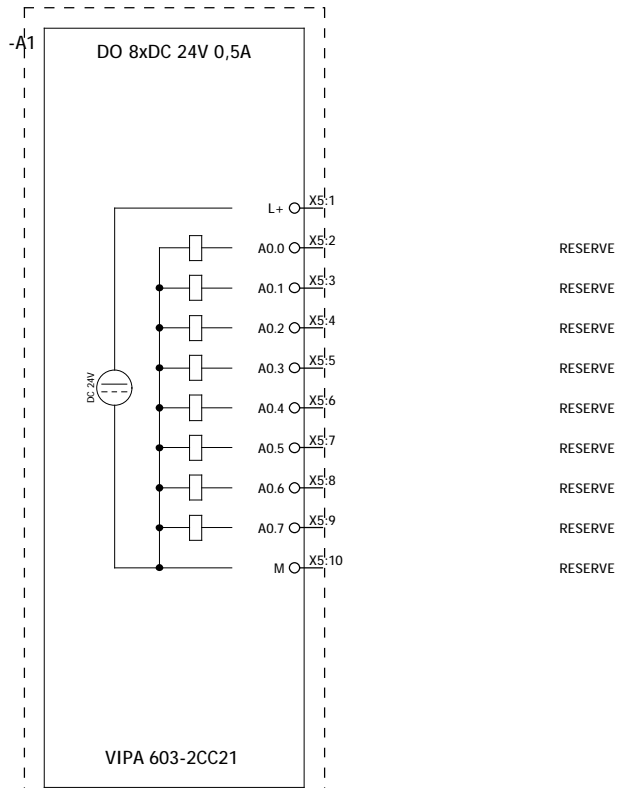 -A1
DO 8xDC 24V 0,5A
L+ X5:1
A0.0 X5:2 RESERVE
A0.1 X5:3 RESERVE
A0.2 X5:4 RESERVE
A0.3 X5:5 RESERVE
DC 24V
A0.4 X5:6 RESERVE
A0.5 X5:7 RESERVE
A0.6 X5:8 RESERVE
A0.7 X5:9 RESERVE
M X5:10 RESERVE
VIPA 603-2CC21